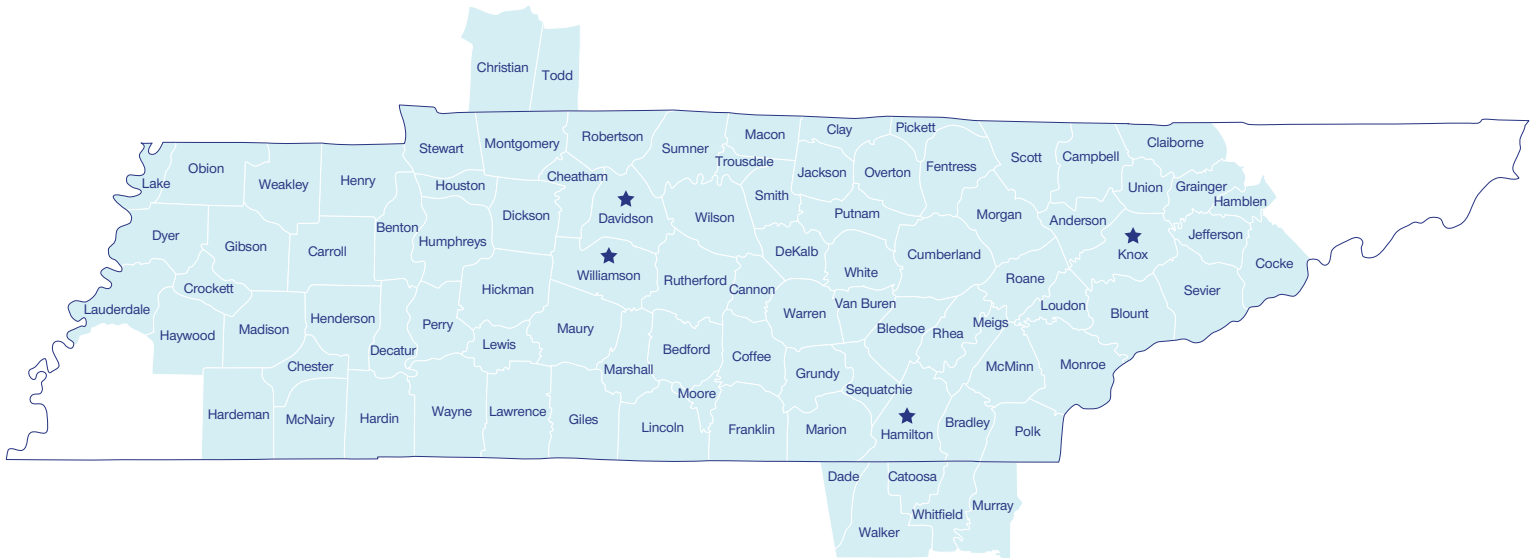 Christian
Todd
Pickett
Clay
Macon
Robertson
Claiborne
Montgomery
Stewart
Sumner
Trousdale
Scott
Campbell
Fentress
Obion
Jackson
Overton
Cheatham
Henry
Lake
Weakley
Houston
Union
Grainger
Hamblen
Smith
Dickson
Davidson
Wilson
Putnam
Morgan
Anderson
Benton
Dyer
Gibson
Carroll
Humphreys
Jefferson
DeKalb
Cumberland
Knox
Cocke
White
Williamson
Rutherford
Roane
Crockett
Hickman
Cannon
Sevier
Lauderdale
Van Buren
Loudon
Warren
Blount
Henderson
Perry
Maury
Madison
Haywood
Bledsoe
Rhea
Meigs
Lewis
Decatur
Bedford
Coffee
Chester
Marshall
Grundy
McMinn
Monroe
Moore
Sequatchie
Hardeman
McNairy
Hardin
Wayne
Lawrence
Giles
Lincoln
Franklin
Marion
Hamilton
Bradley
Polk
Dade
Catoosa
Murray
Whitfield
Walker